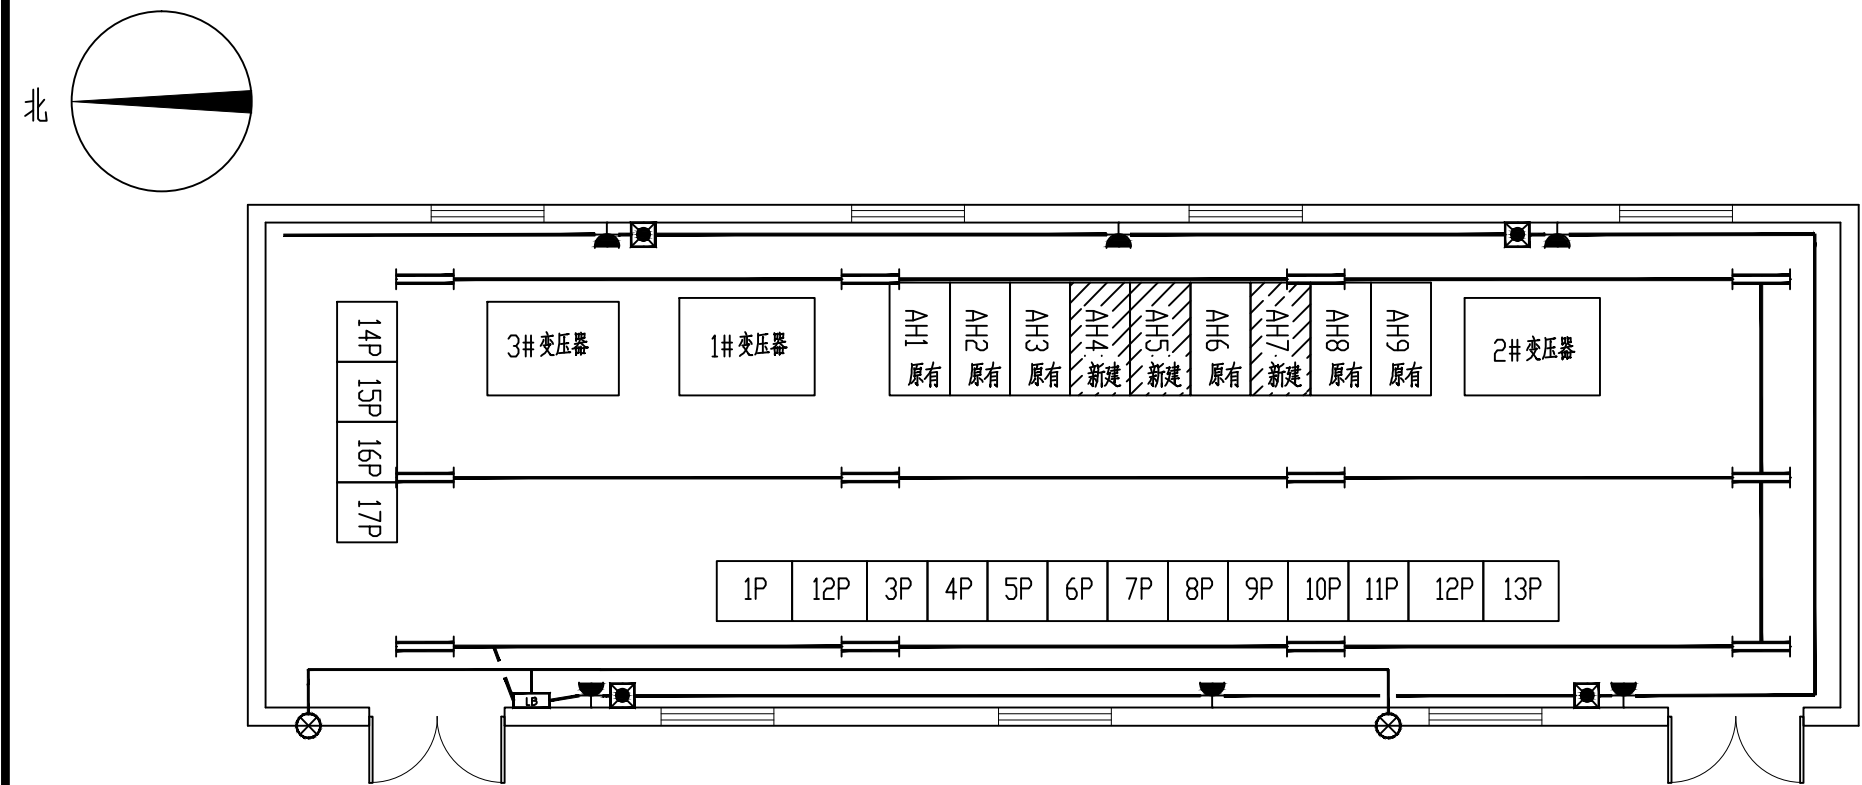 北
14P
15P
16P
17P
3#变压器
1#变压器
AH1
原有
AH2
原有
AH3
原有
AH4
新建
AH5
新建
AH6
原有
AH7
新建
AH8
原有
AH9
原有
2#变压器
1P
12P
3P
4P
5P
6P
7P
8P
9P
10P
11P
12P
13P
LB